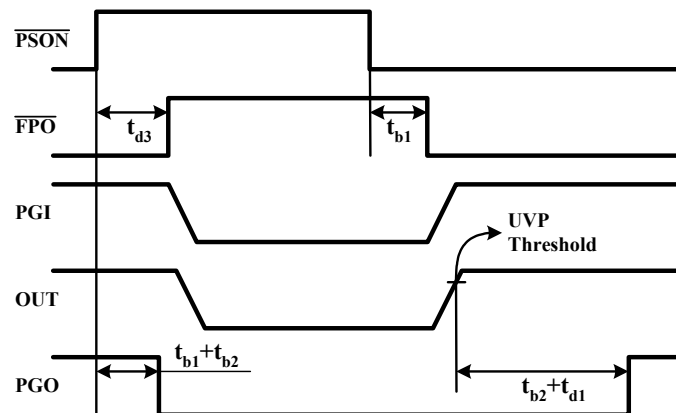 PSON
FPO
t_d3
t_b1
PGI
UVP
Threshold
OUT
t_b1+t_b2
t_b2+t_d1
PGO